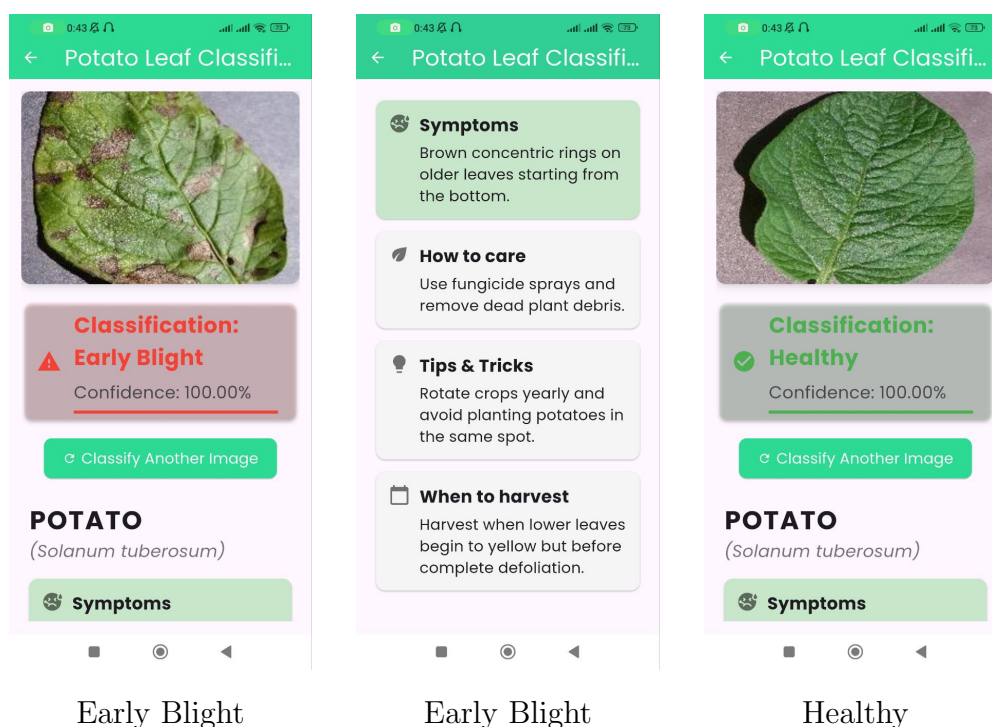 0:43
73
Potato Leaf Classifi...
Classification:
Early Blight
Confidence: 100.00%
Classify Another Image
POTATO
(Solanum tuberosum)
Symptoms
Early Blight
0:43
73
Potato Leaf Classifi...
Symptoms
Brown concentric rings on
older leaves starting from
the bottom.
How to care
Use fungicide sprays and
remove dead plant debris.
Tips & Tricks
Rotate crops yearly and
avoid planting potatoes in
the same spot.
When to harvest
Harvest when lower leaves
begin to yellow but before
complete defoliation.
Early Blight
0:43
73
Potato Leaf Classifi...
Classification:
Healthy
Confidence: 100.00%
Classify Another Image
POTATO
(Solanum tuberosum)
Symptoms
Healthy